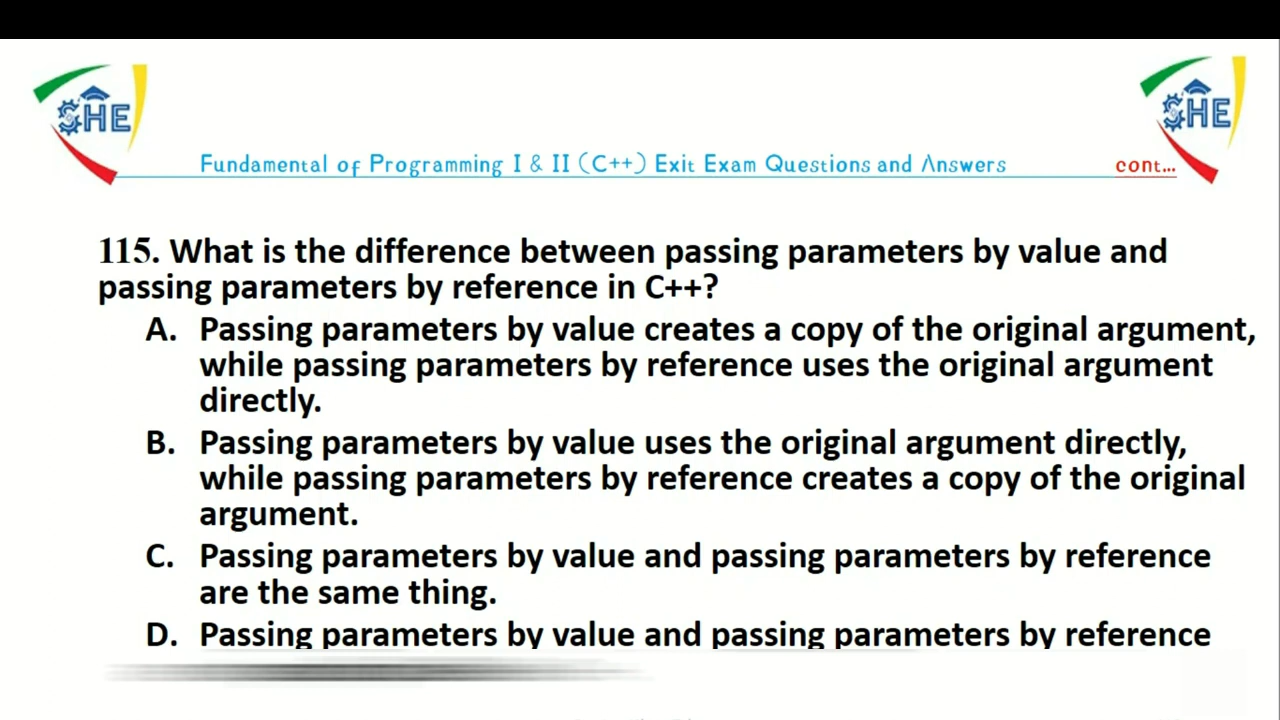 SHE
SHE
Fundamental of Programming I & II (C++) Exit Exam Questions and Answers
cont...
115. What is the difference between passing parameters by value and
passing parameters by reference in C++?
A. Passing parameters by value creates a copy of the original argument,
while passing parameters by reference uses the original argument
directly.
B. Passing parameters by value uses the original argument directly,
while passing parameters by reference creates a copy of the original
argument.
C. Passing parameters by value and passing parameters by reference
are the same thing.
D. Passing parameters by value and passing parameters by reference